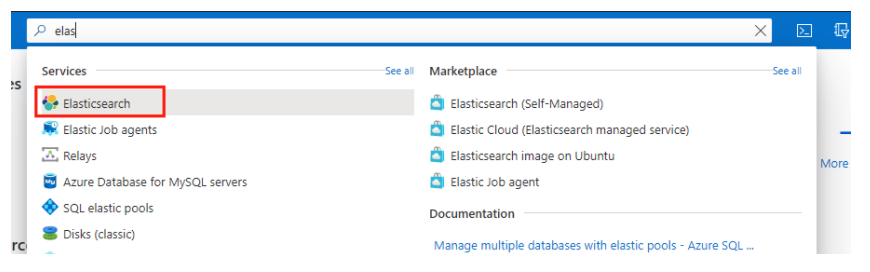 elas
Services
See all
Elasticsearch
Elastic Job agents
Relays
Azure Database for MySQL servers
SQL elastic pools
Disks (classic)
Marketplace
See all
Elasticsearch (Self-Managed)
Elastic Cloud (Elasticsearch managed service)
Elasticsearch image on Ubuntu
Elastic Job agent
Documentation
Manage multiple databases with elastic pools - Azure SQL ...
More